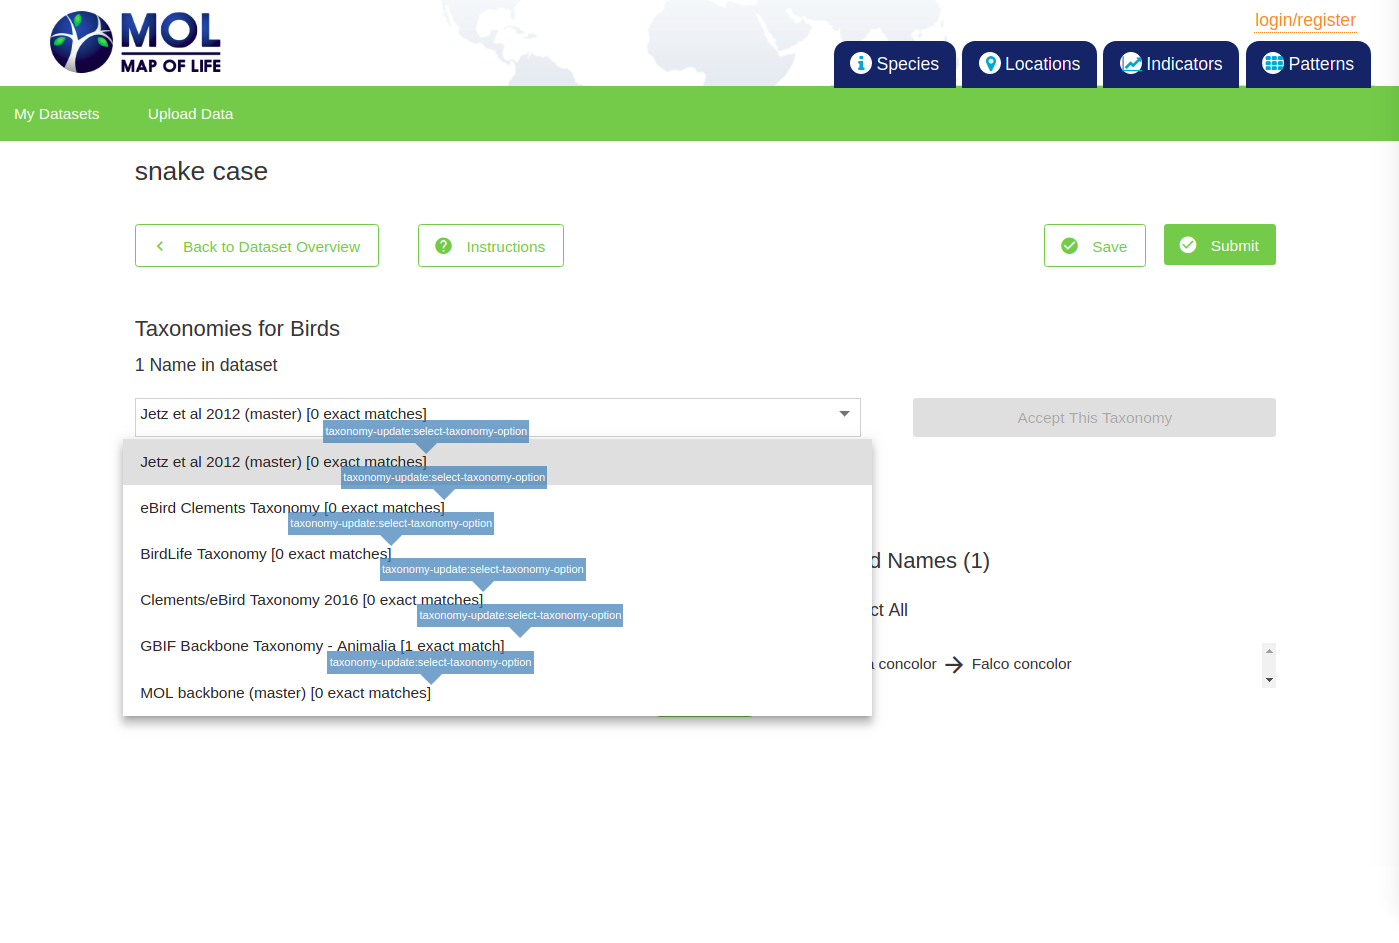 MOL
MAP OF LIFE
login/register
Species
Locations
Indicators
Patterns
My Datasets
Upload Data
snake case
Back to Dataset Overview
Instructions
Save
Submit
Taxonomies for Birds
1 Name in dataset
Jetz et al 2012 (master) [0 exact matches]
Accept This Taxonomy
taxonomy-update:select-taxonomy-option
Jetz et al 2012 (master) [0 exact matches]
taxonomy-update:select-taxonomy-option
eBird Clements Taxonomy [0 exact matches]
taxonomy-update:select-taxonomy-option
BirdLife Taxonomy [0 exact matches]
taxonomy-update:select-taxonomy-option
Clements/eBird Taxonomy 2016 [0 exact matches]
taxonomy-update:select-taxonomy-option
GBIF Backbone Taxonomy - Animalia [1 exact match]
taxonomy-update:select-taxonomy-option
MOL backbone (master) [0 exact matches]
d Names (1)
ct All
concolor → Falco concolor